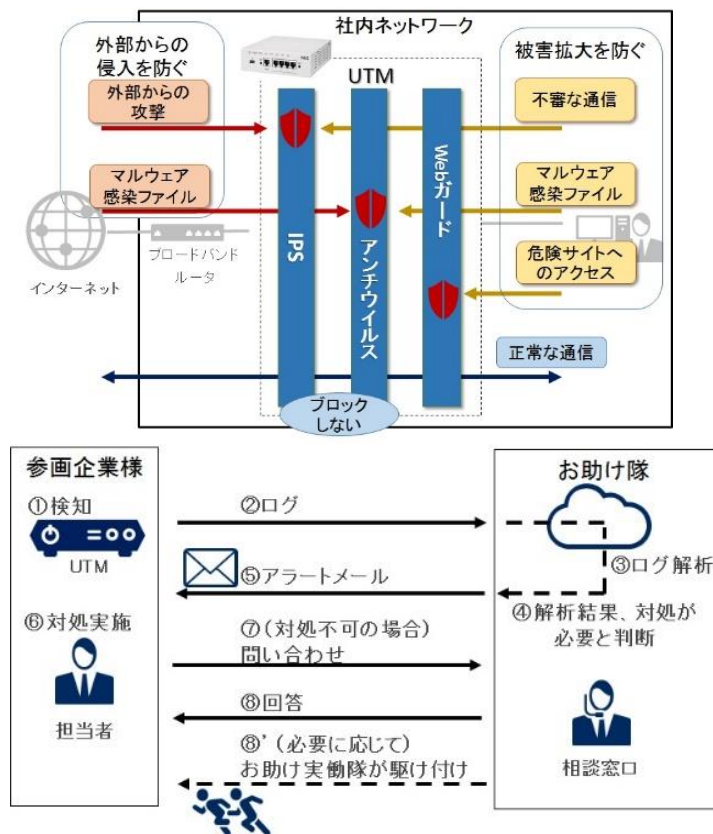 社内ネットワーク
外部からの
侵入を防ぐ
被害拡大を防ぐ
UTM
外部からの
攻撃
不審な通信
マルウェア
感染ファイル
マルウェア
感染ファイル
Webガード
IPS
アンチウイルス
ブロードバンド
ルータ
インターネット
危険サイトへ
のアクセス
正常な通信
ブロック
しない
参画企業様
お助け隊
①検知
②ログ
UTM
③ログ解析
⑤アラートメール
④解析結果、対処が
必要と判断
⑥対処実施
⑦(対処不可の場合)
問い合わせ
担当者
⑧回答
相談窓口
⑧’(必要に応じて)
お助け実働隊が駆け付け